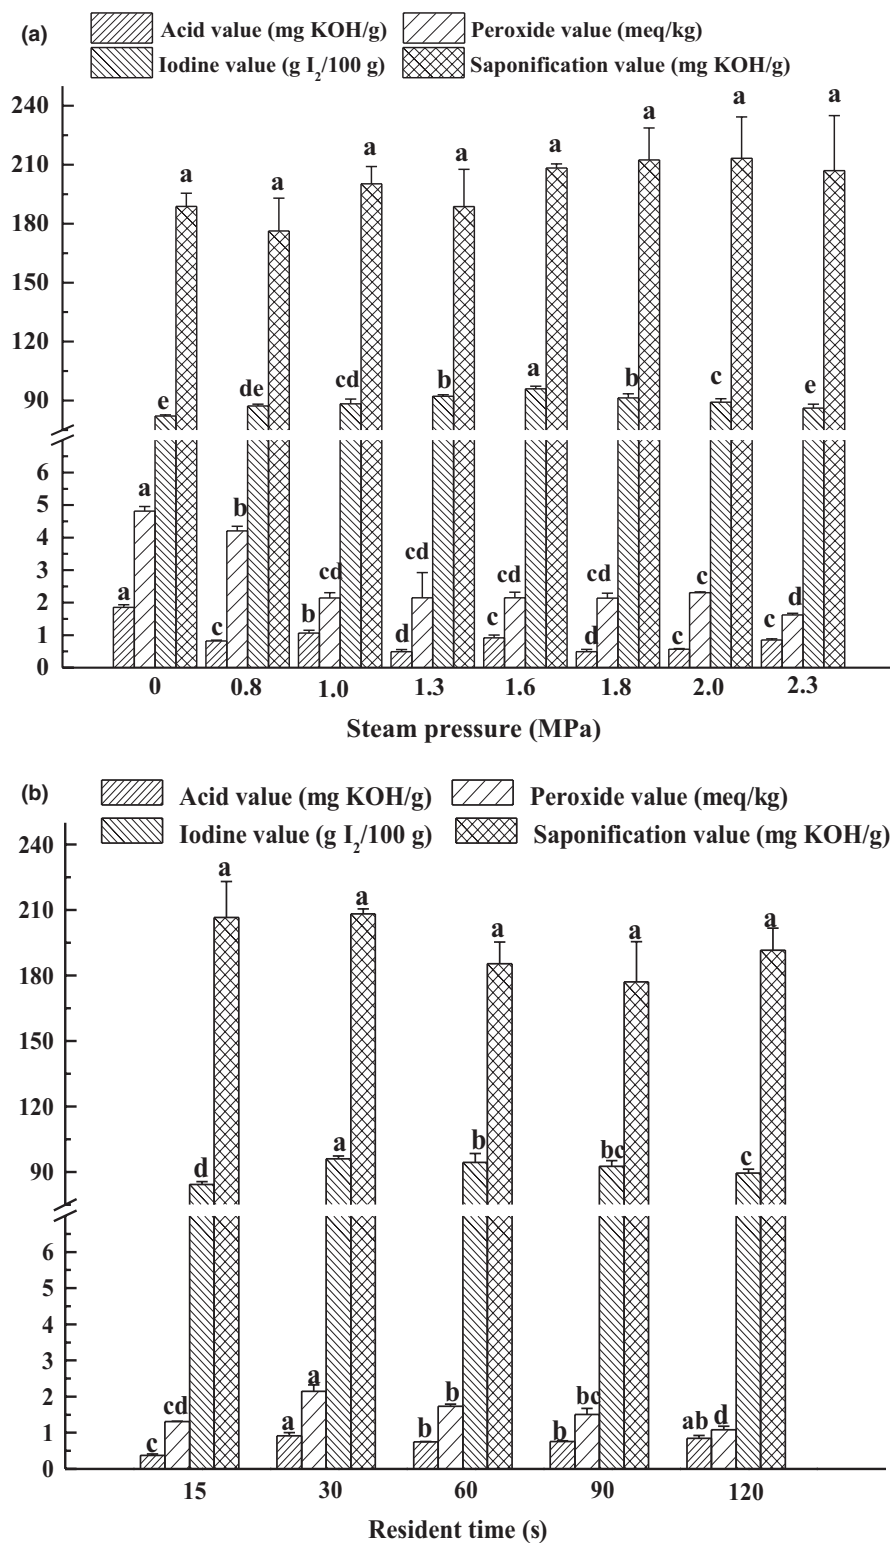 (a)
Acid value (mg KOH/g) Peroxide value (meq/kg)
Iodine value (g I₂/100 g) Saponification value (mg KOH/g)
240
210
180
150
120
90
6
5
4
3
2
1
0
a a a a a a a a
e de cd b a b c e
a b cd cd cd cd c d
a c b d c d c c
0 0.8 1.0 1.3 1.6 1.8 2.0 2.3
Steam pressure (MPa)
(b)
Acid value (mg KOH/g) Peroxide value (meq/kg)
Iodine value (g I₂/100 g) Saponification value (mg KOH/g)
240
210
180
150
120
90
6
5
4
3
2
1
0
a a a a a
d a b bc c
cd a b bc d
c a b b ab
15 30 60 90 120
Resident time (s)